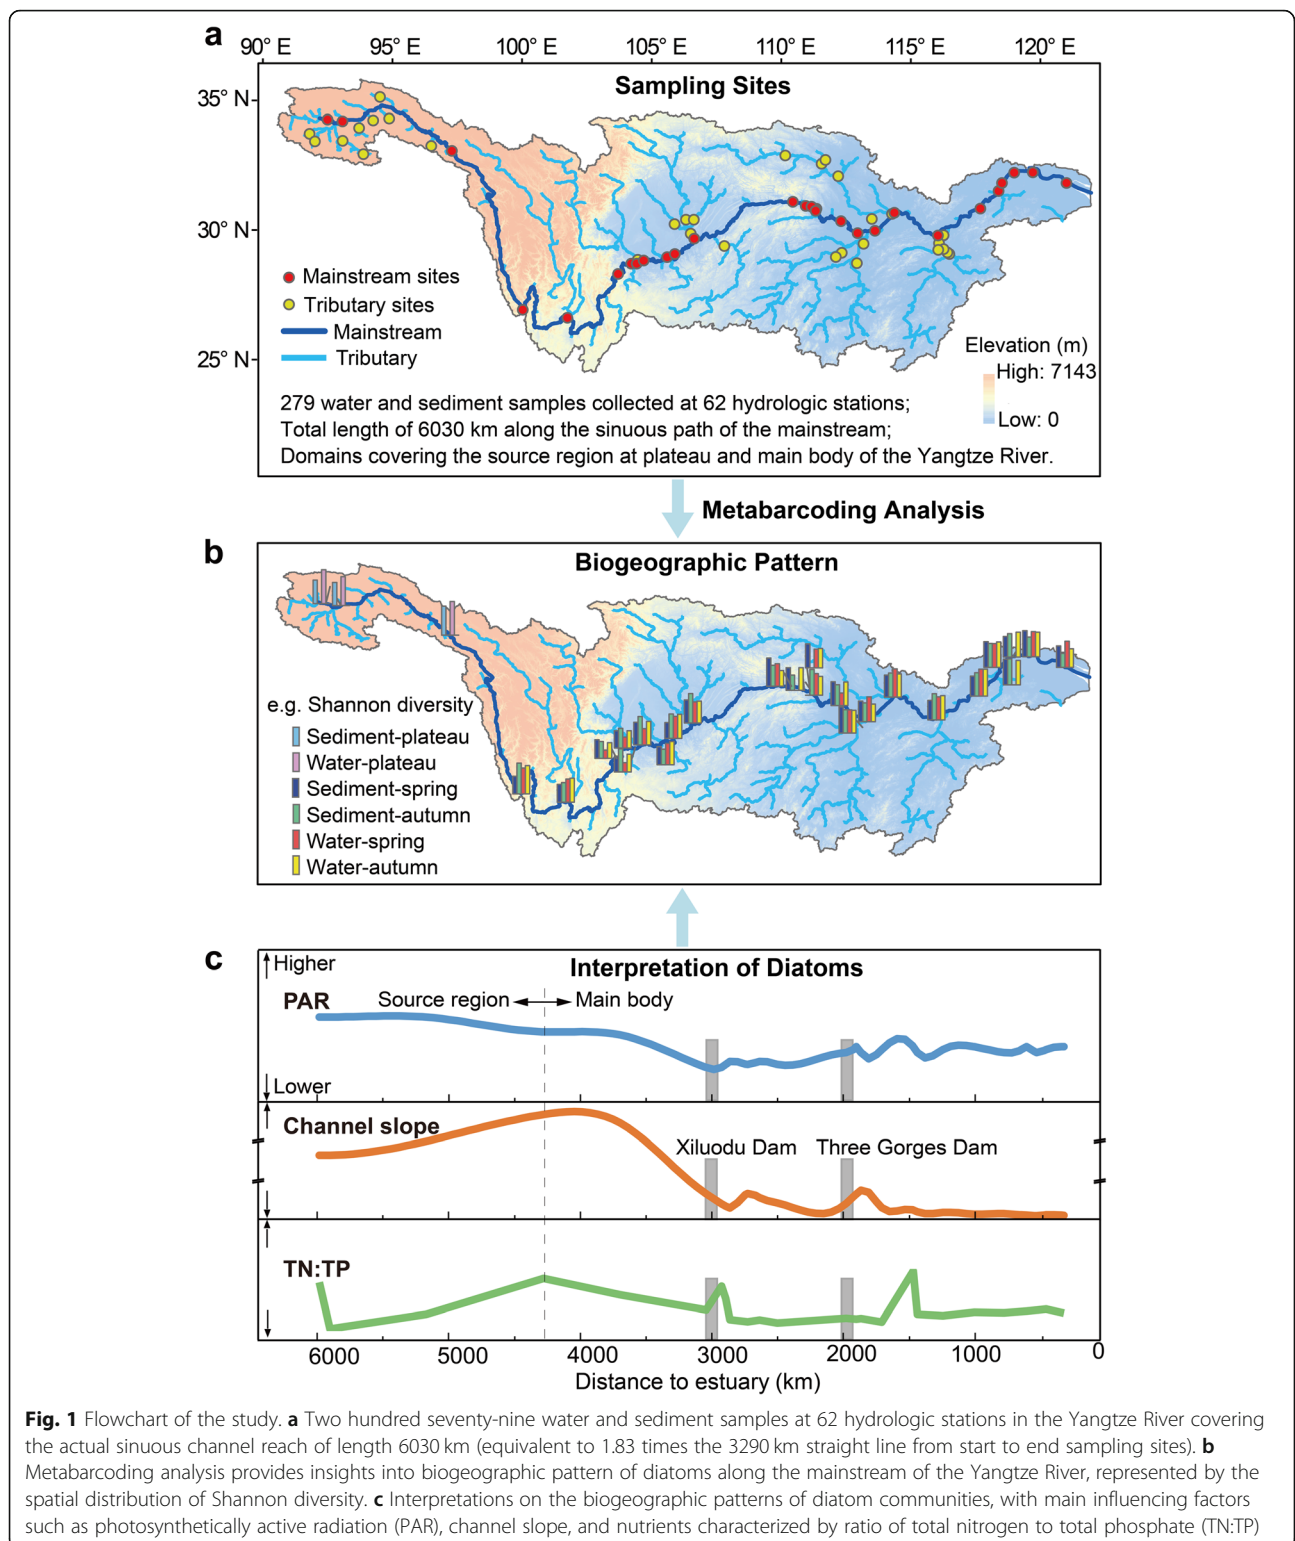 a
90° E 95° E 100° E 105° E 110° E 115° E 120° E
Sampling Sites
35° N
30° N
25° N
Mainstream sites
Tributary sites
Mainstream
Tributary
Elevation (m)
High: 7143
Low: 0
279 water and sediment samples collected at 62 hydrologic stations;
Total length of 6030 km along the sinuous path of the mainstream;
Domains covering the source region at plateau and main body of the Yangtze River.
Metabarcoding Analysis
b
Biogeographic Pattern
e.g. Shannon diversity
Sediment-plateau
Water-plateau
Sediment-spring
Sediment-autumn
Water-spring
Water-autumn
c
Higher
Interpretation of Diatoms
PAR
Source region Main body
Lower
Channel slope
Xiluodu Dam Three Gorges Dam
TN:TP
6000 5000 4000 3000 2000 1000 0
Distance to estuary (km)
Fig. 1 Flowchart of the study. a Two hundred seventy-nine water and sediment samples at 62 hydrologic stations in the Yangtze River covering
the actual sinuous channel reach of length 6030 km (equivalent to 1.83 times the 3290 km straight line from start to end sampling sites). b
Metabarcoding analysis provides insights into biogeographic pattern of diatoms along the mainstream of the Yangtze River, represented by the
spatial distribution of Shannon diversity. c Interpretations on the biogeographic patterns of diatom communities, with main influencing factors
such as photosynthetically active radiation (PAR), channel slope, and nutrients characterized by ratio of total nitrogen to total phosphate (TN:TP)